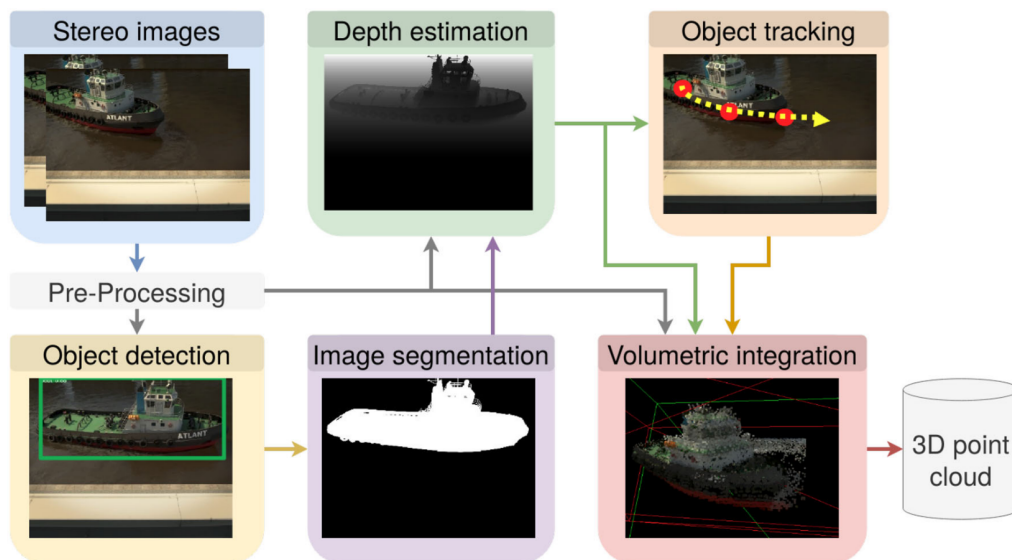 Stereo images
Depth estimation
Object tracking
ATLANT
ATLANT
Pre-Processing
Object detection
Image segmentation
Volumetric integration
ATLANT
3D point
cloud